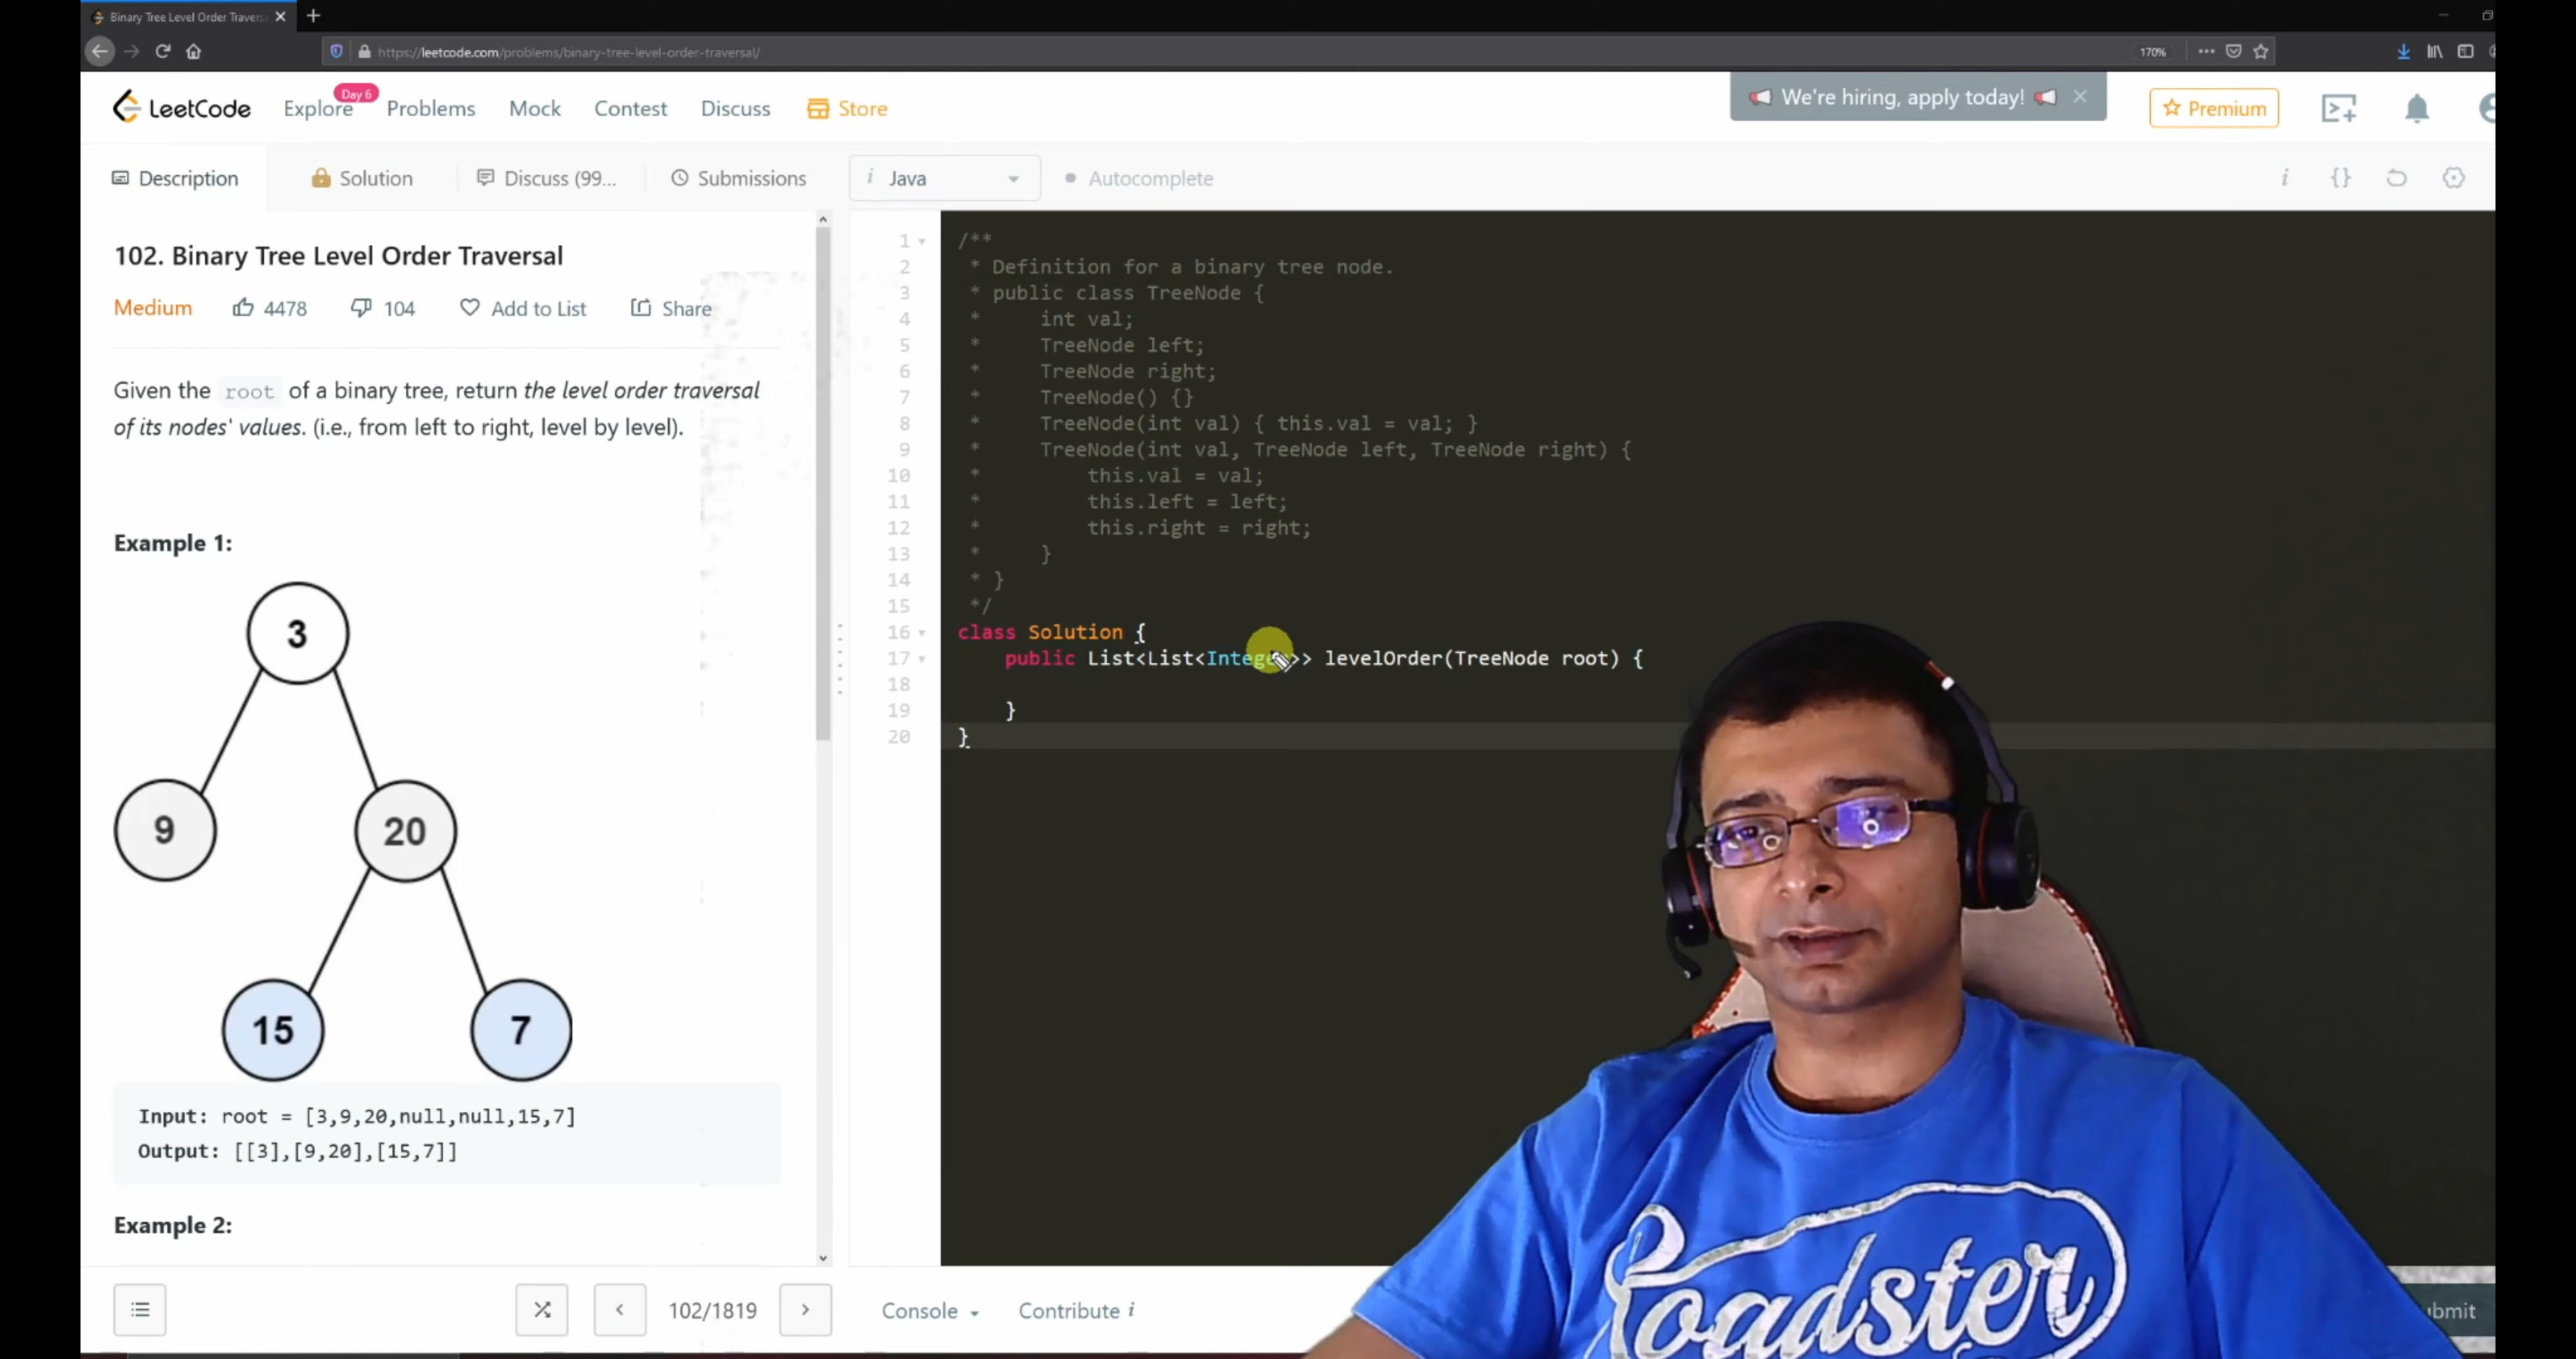 Binary Tree Level Order Travers
https://leetcode.com/problems/binary-tree-level-order-traversal/
170%
LeetCode
Explore
Day 6
Problems
Mock
Contest
Discuss
Store
We're hiring, apply today!
Premium
Description
Solution
Discuss (99...
Submissions
i Java
Autocomplete
i
{}
102. Binary Tree Level Order Traversal
Medium
4478
104
Add to List
Share
Given the root of a binary tree, return the level order traversal
of its nodes' values. (i.e., from left to right, level by level).
Example 1:
3
9
20
15
7
Input: root = [3,9,20,null,null,15,7]
Output: [[3],[9,20],[15,7]]
Example 2:
1 /**
2 * Definition for a binary tree node.
3 * public class TreeNode {
4 * int val;
5 * TreeNode left;
6 * TreeNode right;
7 * TreeNode() {}
8 * TreeNode(int val) { this.val = val; }
9 * TreeNode(int val, TreeNode left, TreeNode right) {
10 * this.val = val;
11 * this.left = left;
12 * this.right = right;
13 * }
14 * }
15 */
16 class Solution {
17 public List<List<Integer>> levelOrder(TreeNode root) {
18
19 }
20 }
102/1819
Console
Contribute i
Roadster